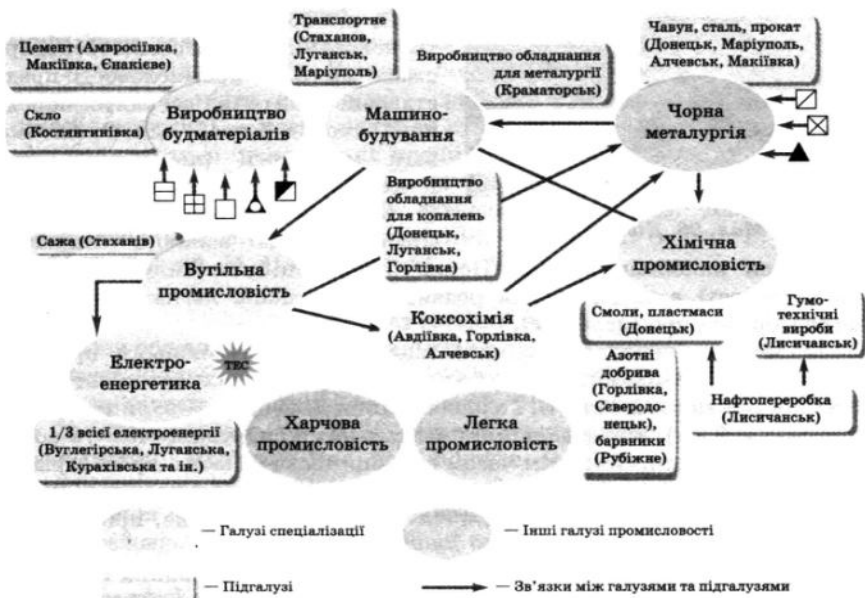 Цемент (Амвросіївка,
Макіївка, Єнакієве)
Скло
(Костянтинівка)
Виробництво
будматеріалів
Транспортне
(Стаханов,
Луганськ,
Маріуполь)
Машино-
будування
Виробництво обладнання
для металургії
(Краматорськ)
Чавун, сталь, прокат
(Донецьк, Маріуполь,
Алчевськ, Макіївка)
Чорна
металургія
Виробництво
обладнання
для копалень
(Донецьк,
Луганськ,
Горлівка)
Сажа (Стаханів)
Вугільна
промисловість
Хімічна
промисловість
Коксохімія
(Авдіївка, Горлівка,
Алчевськ)
Смоли, пластмаси
(Донецьк)
Гумо-
технічні
вироби
(Лисичанськ)
Електро-
енергетика
ТЕС
Азотні
добрива
(Горлівка,
Сєверодо-
нецьк),
барвники
(Рубіжне)
Нафтопереробка
(Лисичанськ)
1/3 всієї електроенергії
(Вуглегірська, Луганська,
Курахівська та ін.)
Харчова
промисловість
Легка
промисловість
— Галузі спеціалізації
— Інші галузі промисловості
— Підгалузі
— Зв’язки між галузями та підгалузями